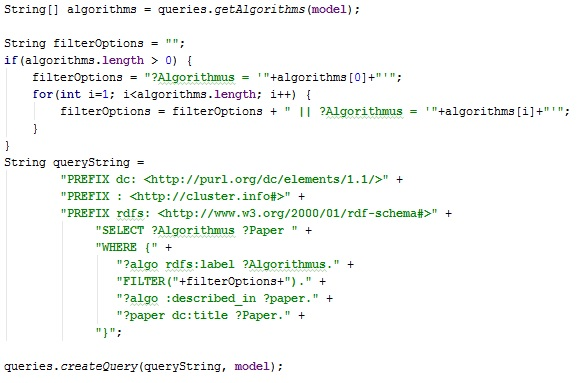 String[] algorithms = queries.getAlgorithms(model);
String filterOptions = "";
if(algorithms.length > 0) {
filterOptions = "?Algorithmus = '"+algorithms[0]+"'";
for(int i=1; i<algorithms.length; i++) {
filterOptions = filterOptions + " || ?Algorithmus = '"+algorithms[i]+"'";
}
}
String queryString =
"PREFIX dc: <http://purl.org/dc/elements/1.1/>" +
"PREFIX : <http://cluster.info#>" +
"PREFIX rdfs: <http://www.w3.org/2000/01/rdf-schema#>" +
"SELECT ?Algorithmus ?Paper " +
"WHERE {" +
"?algo rdfs:label ?Algorithmus." +
"FILTER("+filterOptions+")." +
"?algo :described_in ?paper." +
"?paper dc:title ?Paper." +
"}";
queries.createQuery(queryString, model);